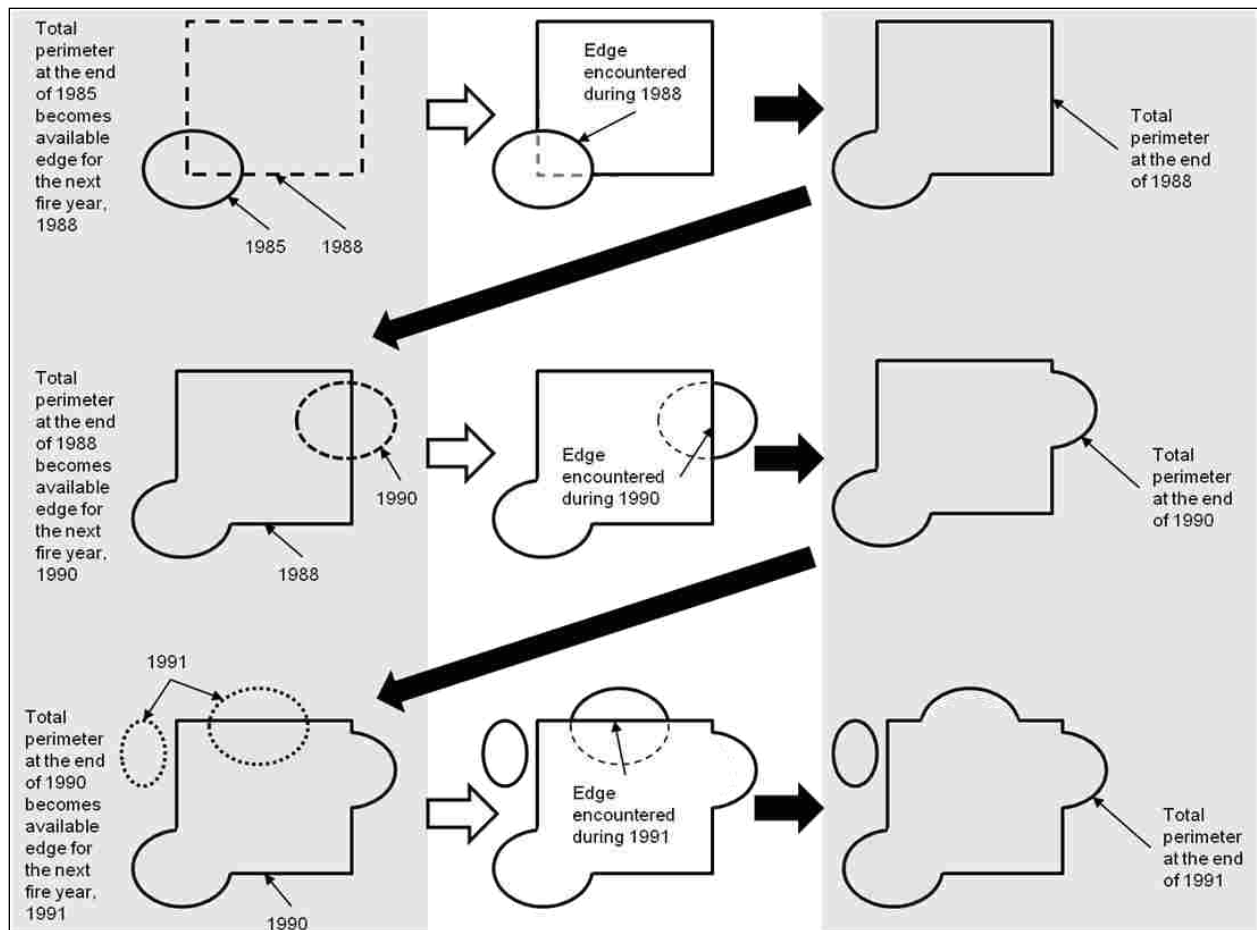 Total
perimeter
at the end
of 1985
becomes
available
edge for
the next
fire year,
1988
1985
1988
Edge
encountered
during 1988
Total
perimeter
at the end
of 1988
Total
perimeter
at the end
of 1988
becomes
available
edge for
the next
fire year,
1990
1990
1988
Edge
encountered
during 1990
Total
perimeter
at the end
of 1990
1991
Total
perimeter
at the end
of 1990
becomes
available
edge for
the next
fire year,
1991
1990
Edge
encountered
during 1991
Total
perimeter
at the end
of 1991